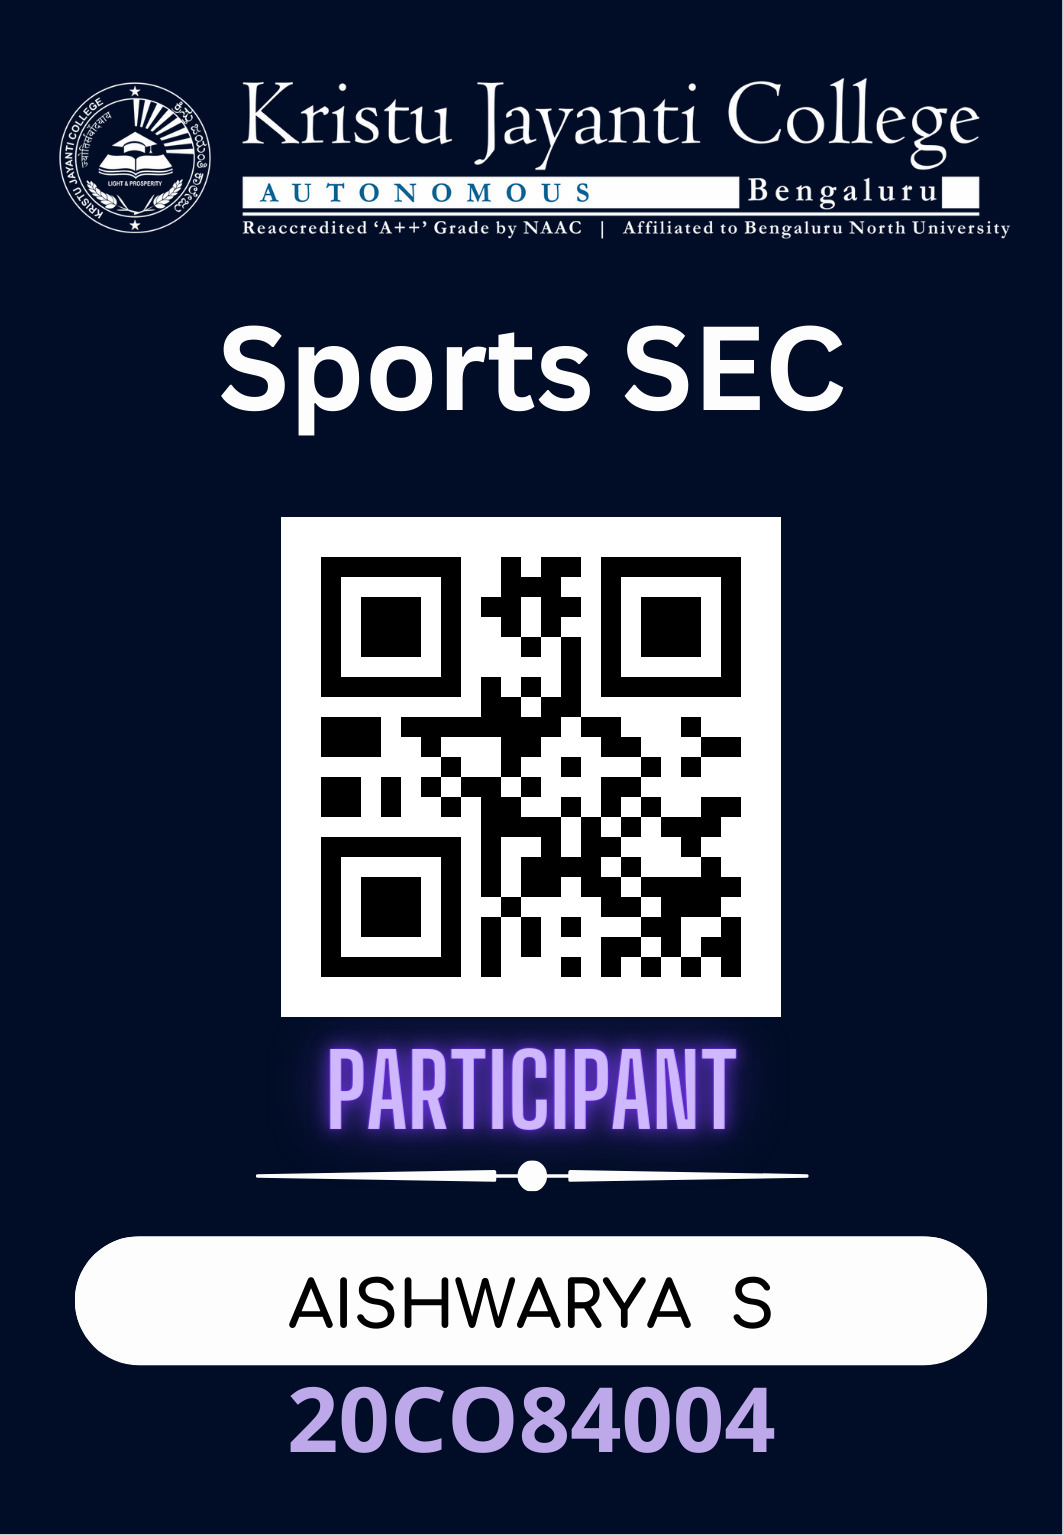 Kristu Jayanti College
AUTONOMOUS Bengaluru
Reaccredited ‘A++’ Grade by NAAC | Affiliated to Bengaluru North University
KRISTU JAYANTI COLLEGE
LIGHT & PROSPERITY
Sports SEC
PARTICIPANT
AISHWARYA S
20CO84004